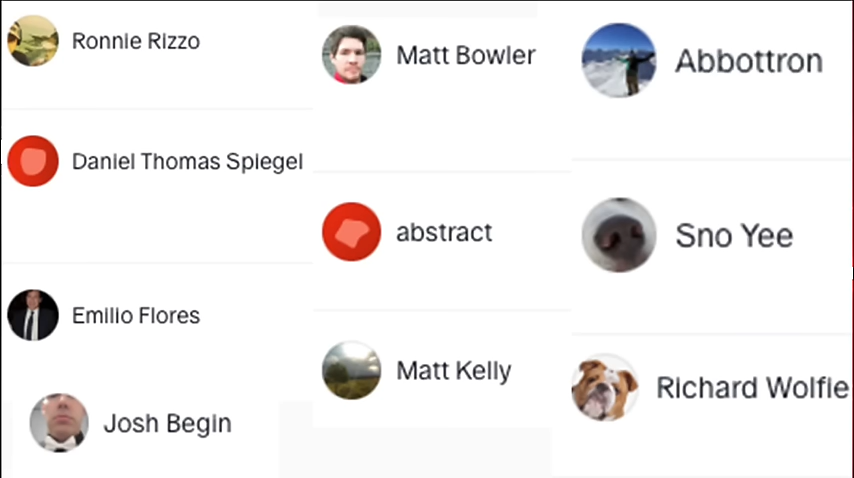 Ronnie Rizzo
Daniel Thomas Spiegel
Emilio Flores
Josh Begin
Matt Bowler
abstract
Matt Kelly
Abbottron
Sno Yee
Richard Wolfie